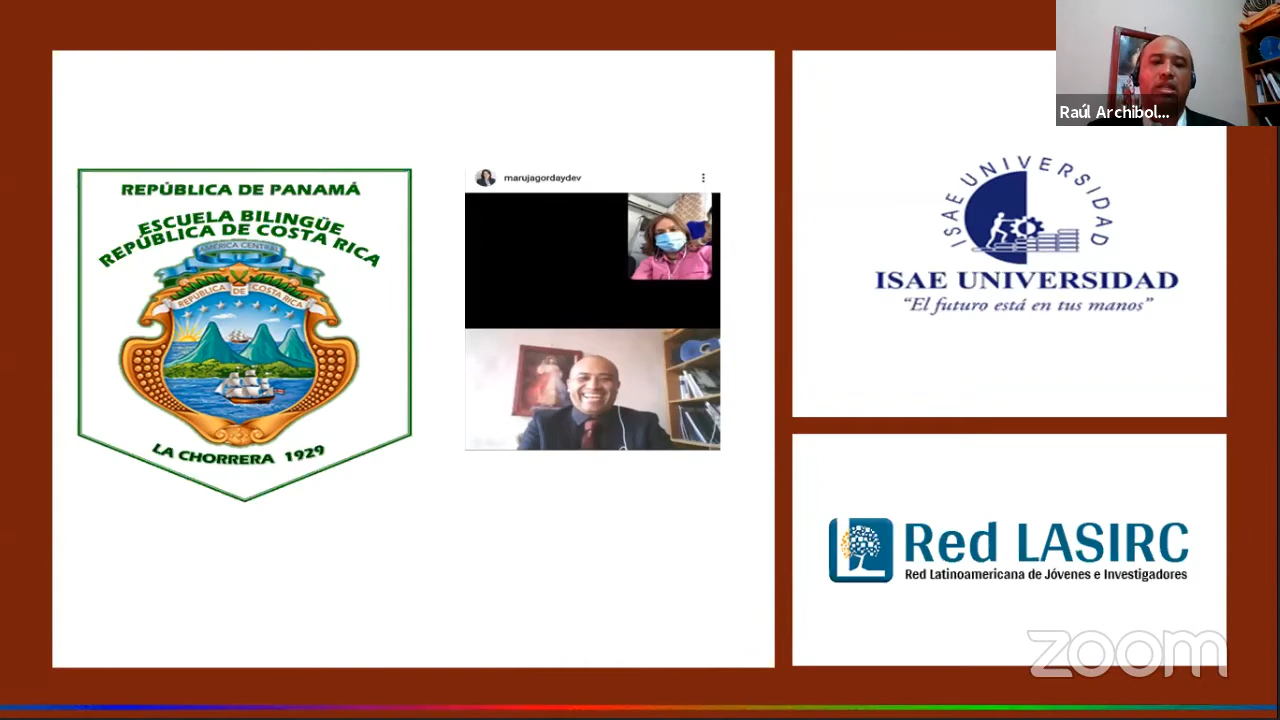 REPÚBLICA DE PANAMÁ
ESCUELA BILINGÜE
REPÚBLICA DE COSTA RICA
AMÉRICA CENTRAL
REPÚBLICA DE COSTA RICA
LA CHORRERA 1929
marujagordaydev
Raúl Archibol...
ISAE UNIVERSIDAD
ISAE UNIVERSIDAD
“El futuro está en tus manos”
Red LASIRC
Red Latinoamericana de Jóvenes e Investigadores
zoom